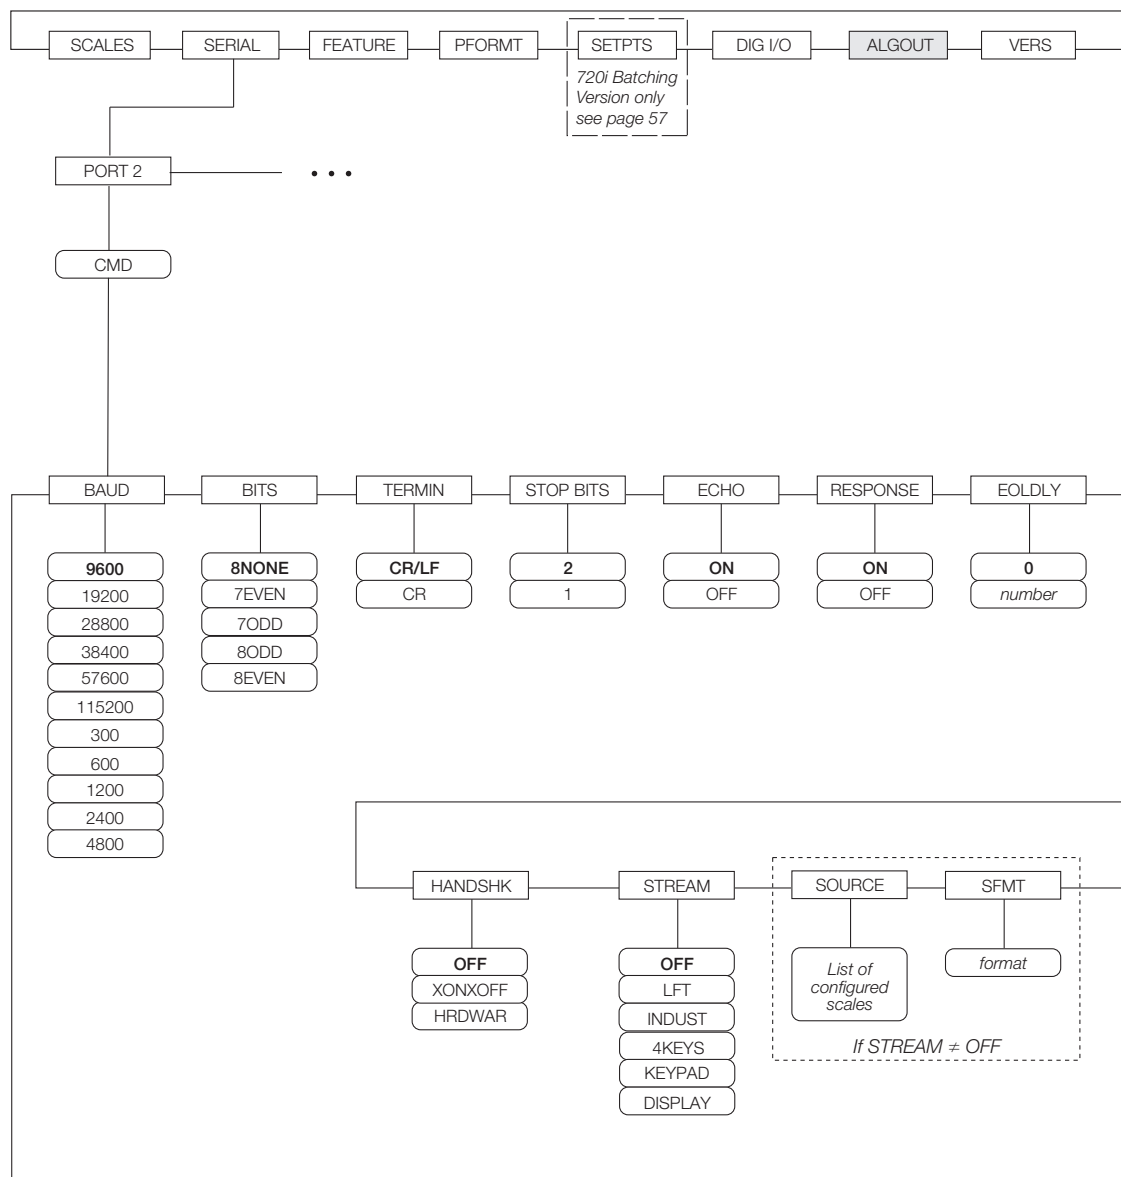 SCALES
SERIAL
FEATURE
PFORMT
SETPTS
DIG I/O
ALGOUT
VERS
720i Batching
Version only
see page 57
PORT 2
• • •
CMD
BAUD
BITS
TERMIN
STOP BITS
ECHO
RESPONSE
EOLDLY
9600
19200
28800
38400
57600
115200
300
600
1200
2400
4800
8NONE
7EVEN
7ODD
8ODD
8EVEN
CR/LF
CR
2
1
ON
OFF
ON
OFF
0
number
HANDSHK
STREAM
SOURCE
SFMT
OFF
XONXOFF
HRDWAR
OFF
LFT
INDUST
4KEYS
KEYPAD
DISPLAY
List of
configured
scales
format
If STREAM ≠ OFF